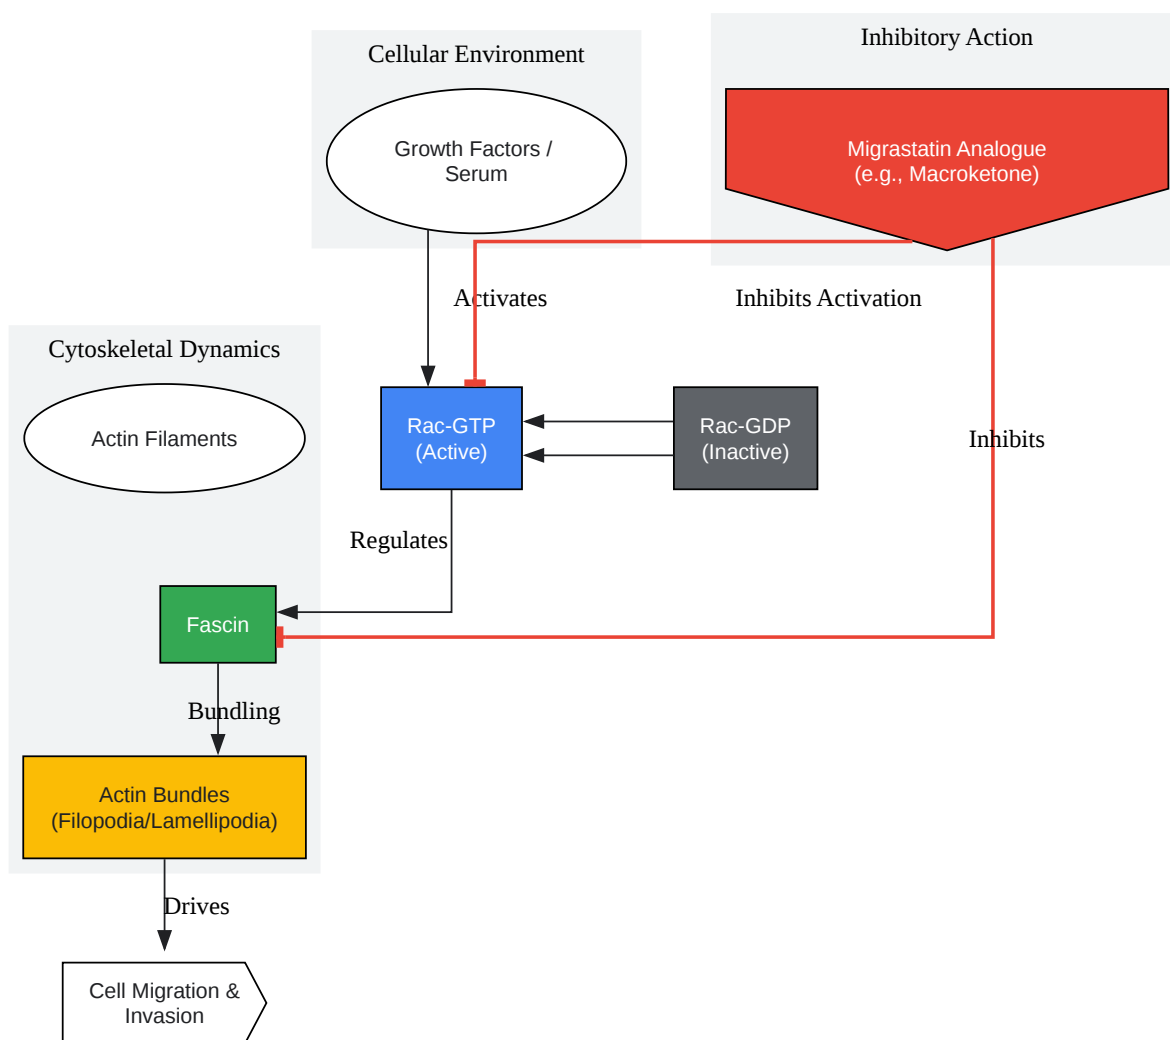 Inhibitory Action
Cellular Environment
Growth Factors /
Serum
Migrastatin Analogue
(e.g., Macroketone)
Activates
Inhibits Activation
Cytoskeletal Dynamics
Actin Filaments
Rac-GTP
(Active)
Rac-GDP
(Inactive)
Inhibits
Regulates
Fascin
Bundling
Actin Bundles
(Filopodia/Lamellipodia)
Drives
Cell Migration &
Invasion